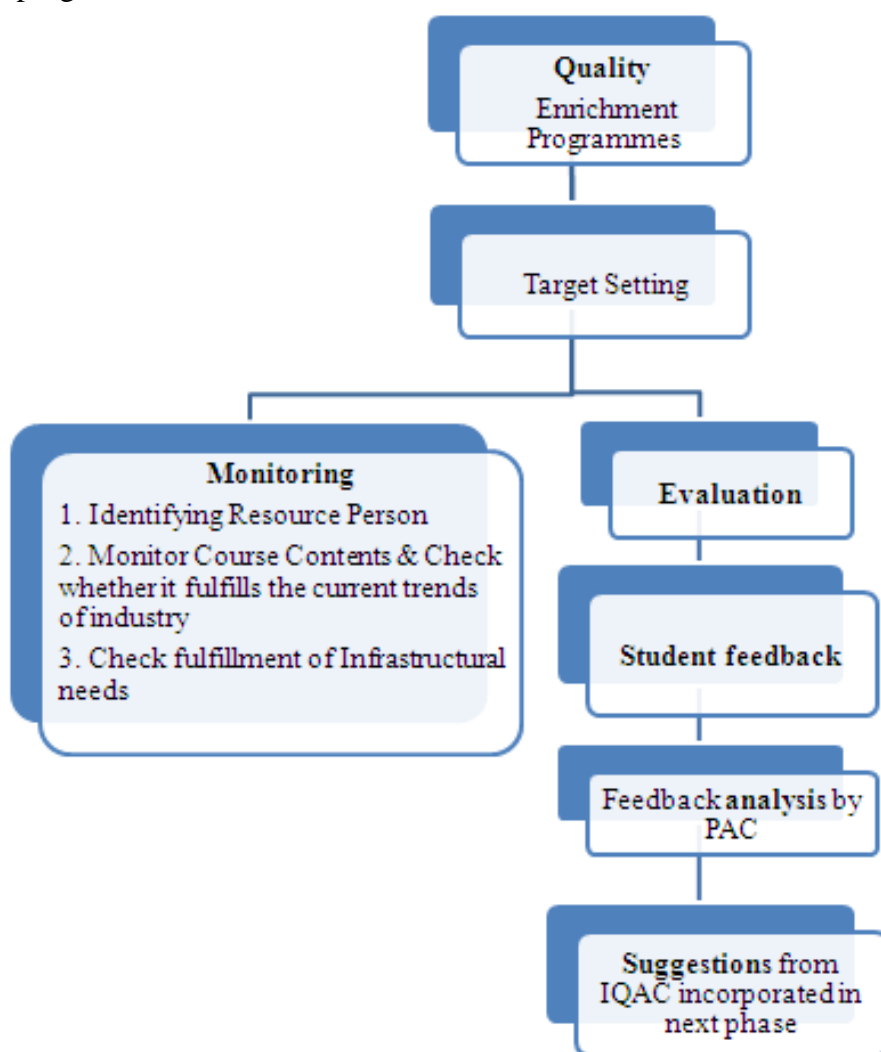 Quality
Enrichment
Programmes
Target Setting
Monitoring
1. Identifying Resource Person
2. Monitor Course Contents & Check
whether it fulfills the current trends
of industry
3. Check fulfillment of Infrastructural
needs
Evaluation
Student feedback
Feedback analysis by
PAC
Suggestions from
IQAC incorporated in
next phase